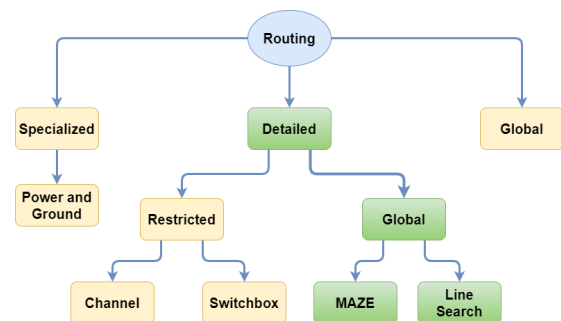 Routing
Specialized
Detailed
Global
Power and
Ground
Restricted
Global
Channel
Switchbox
MAZE
Line
Search